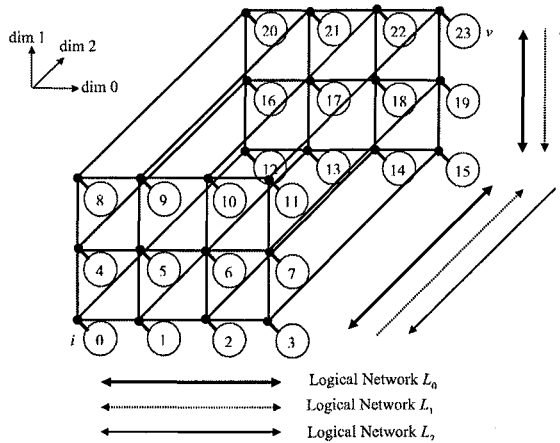 dim 1
dim 2
dim 0
20 21 22 23 v
16 17 18 19
12 13 14 15
8 9 10 11
4 5 6 7
i 0 1 2 3
Logical Network L₀
Logical Network L₁
Logical Network L₂